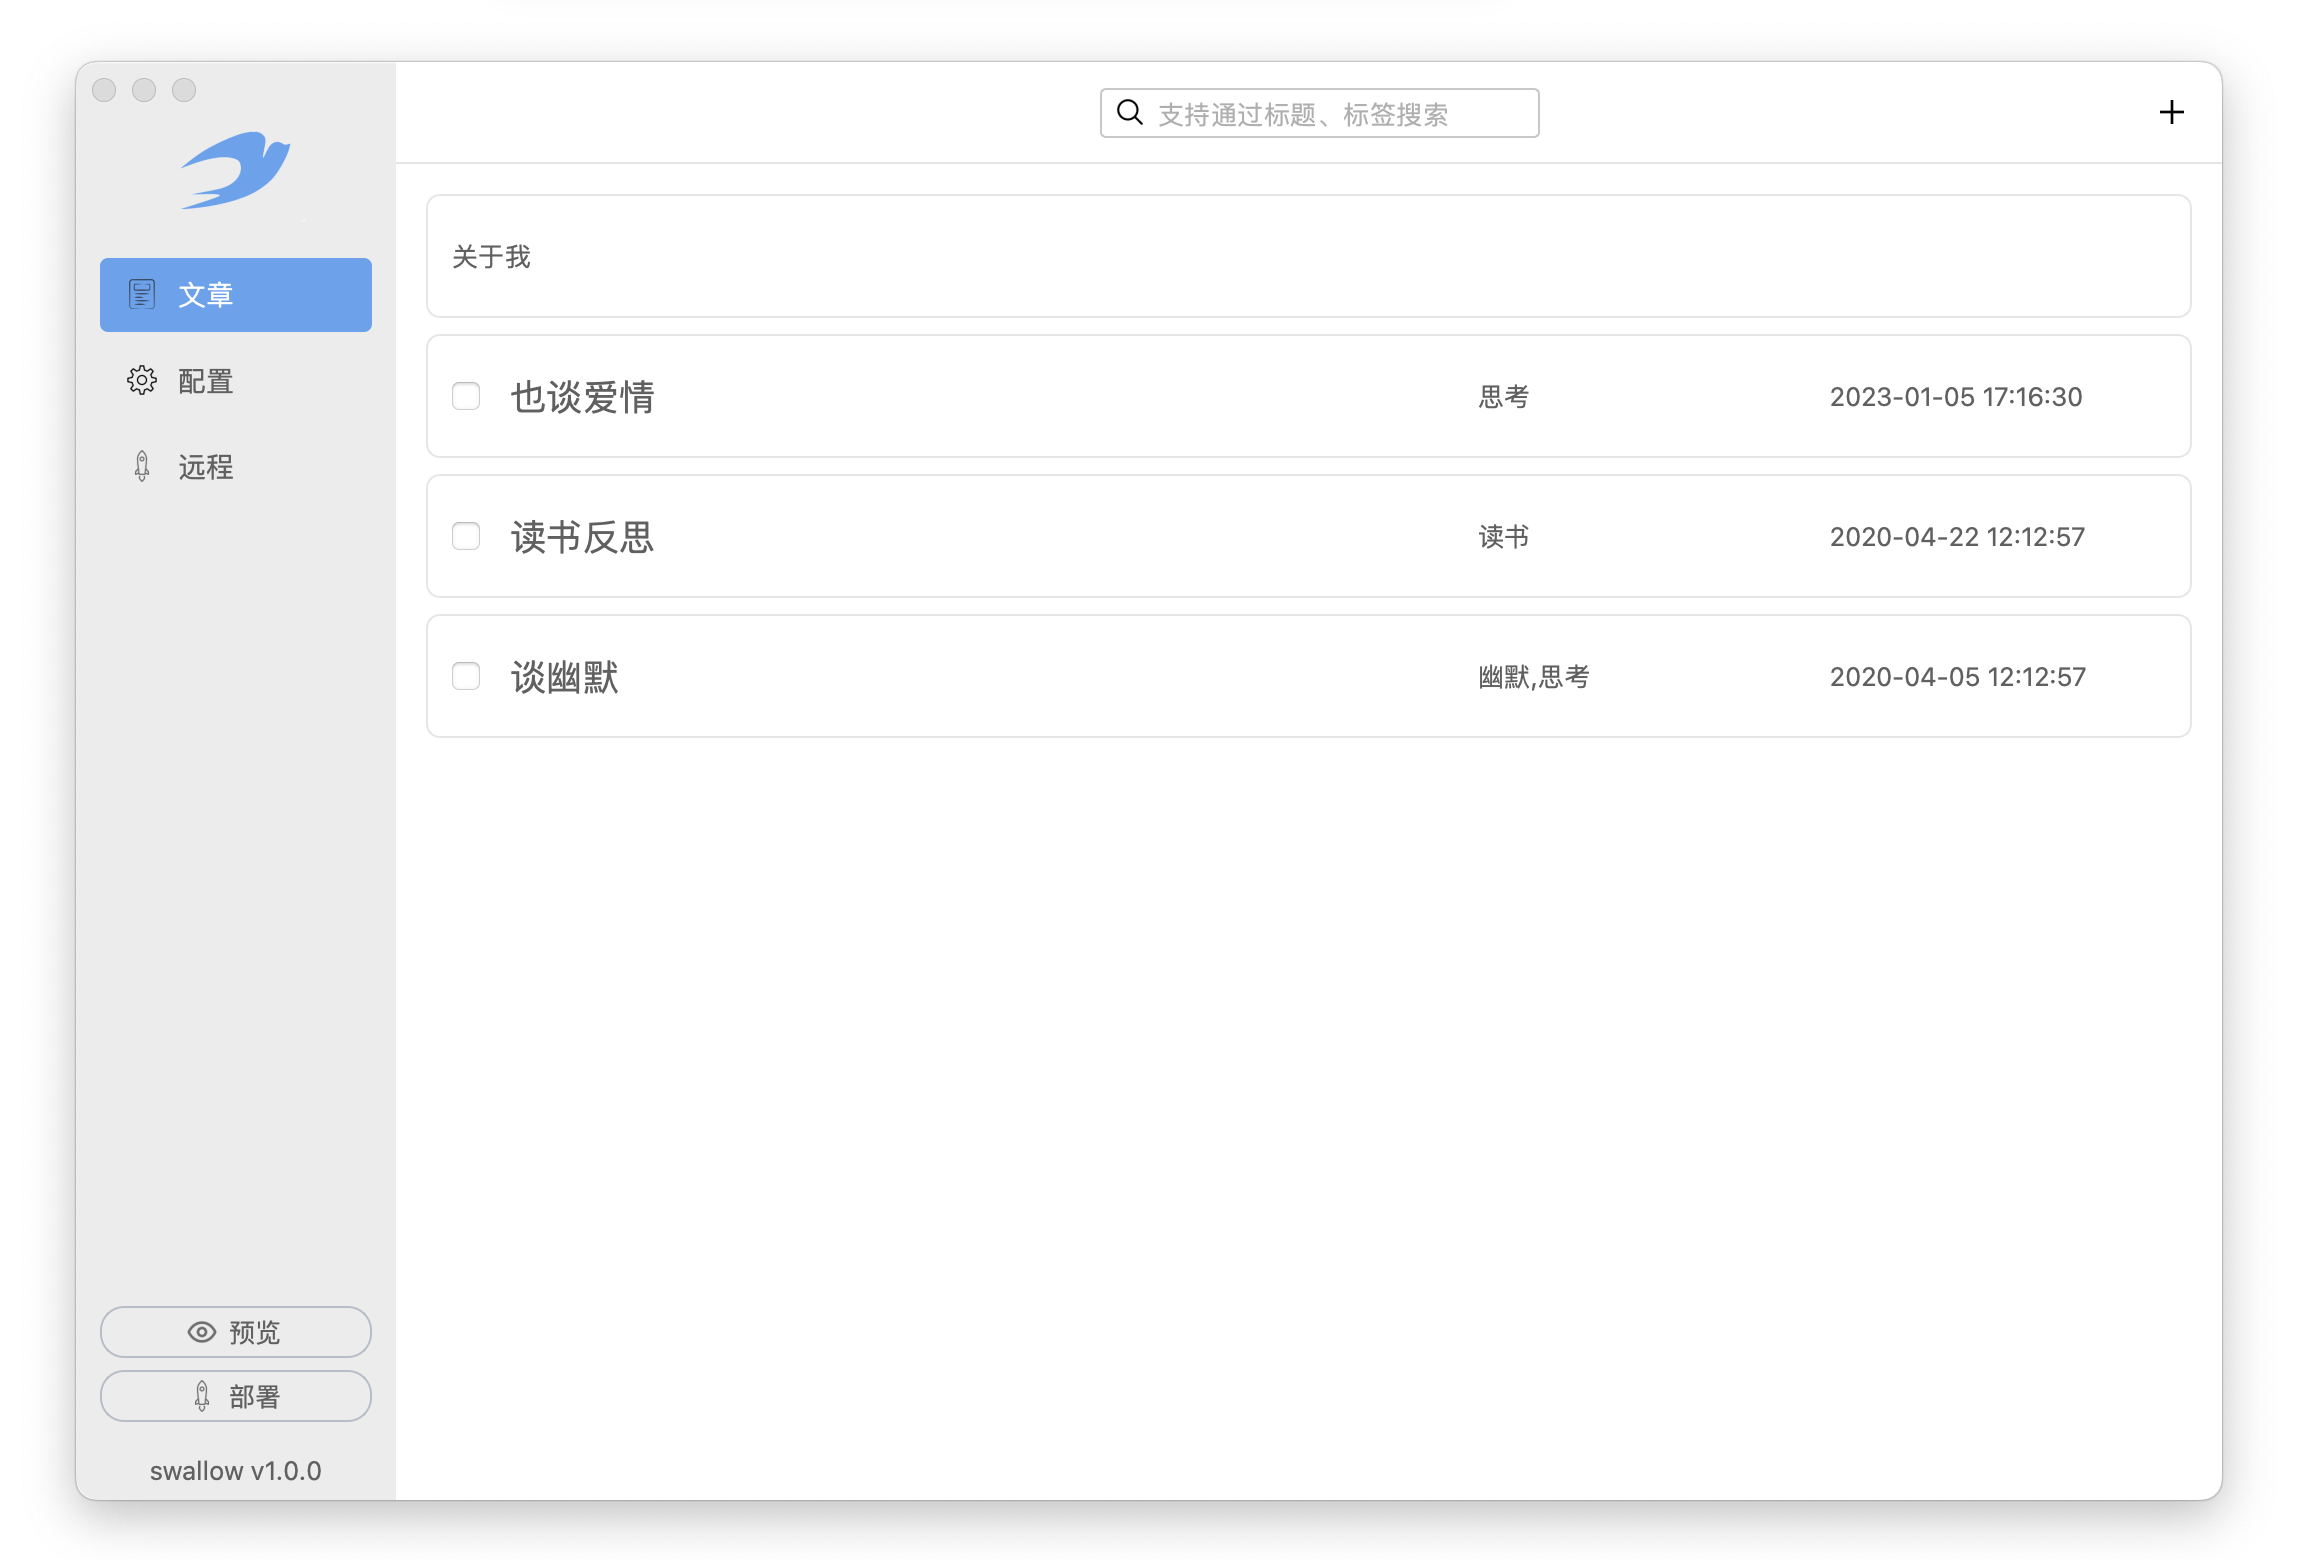 支持通过标题、标签搜索
文章
配置
远程
关于我
也谈爱情 思考 2023-01-05 17:16:30
读书反思 读书 2020-04-22 12:12:57
谈幽默 幽默,思考 2020-04-05 12:12:57
预览
部署
swallow v1.0.0